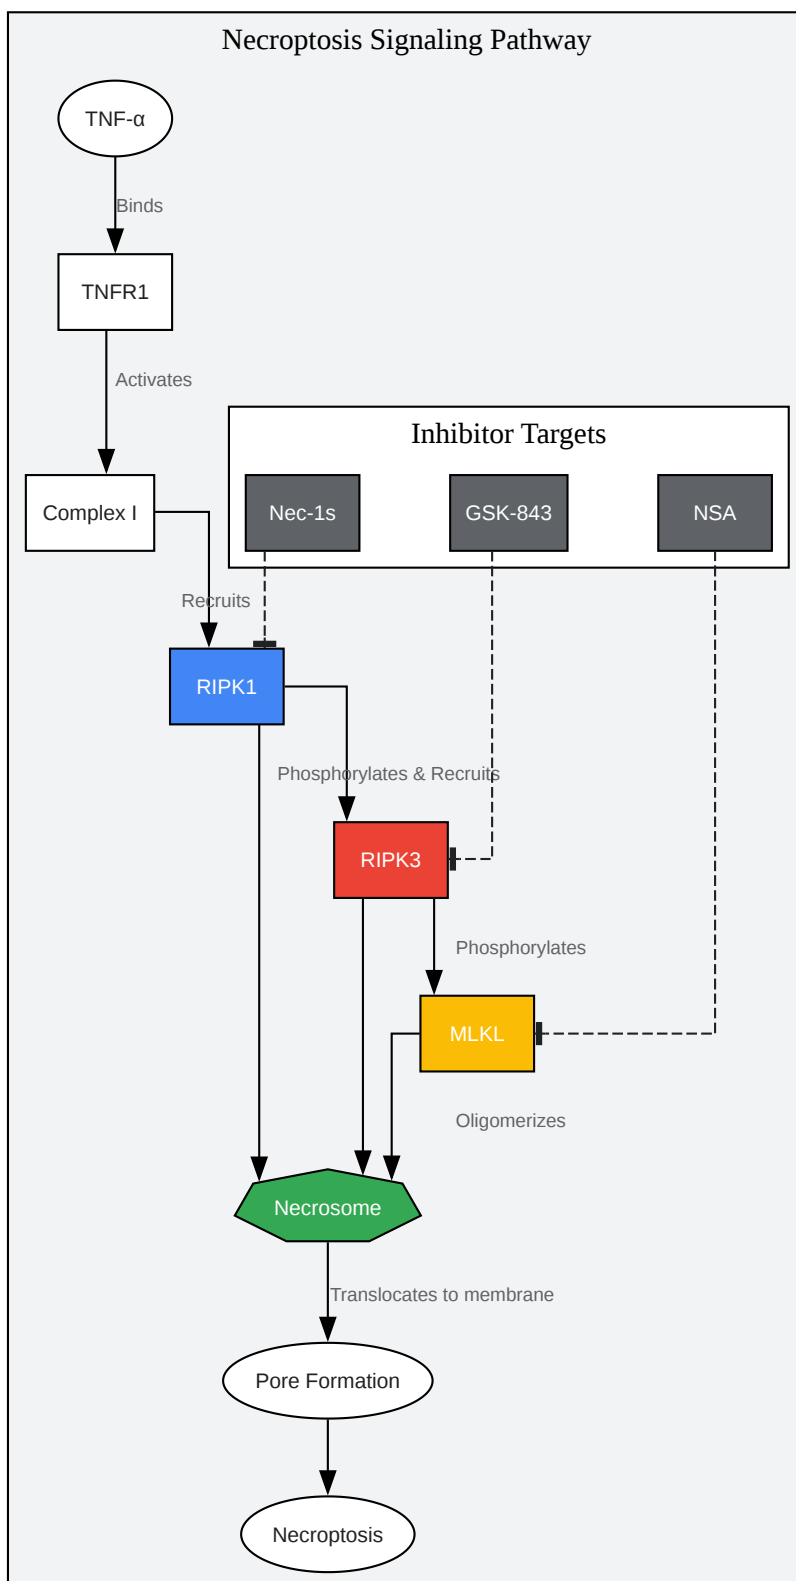 Necroptosis Signaling Pathway
TNF-α
Binds
TNFR1
Activates
Inhibitor Targets
Complex I
Nec-1s
GSK-843
NSA
Recruits
RIPK1
Phosphorylates & Recruits
RIPK3
Phosphorylates
MLKL
Oligomerizes
Necrosome
Translocates to membrane
Pore Formation
Necroptosis